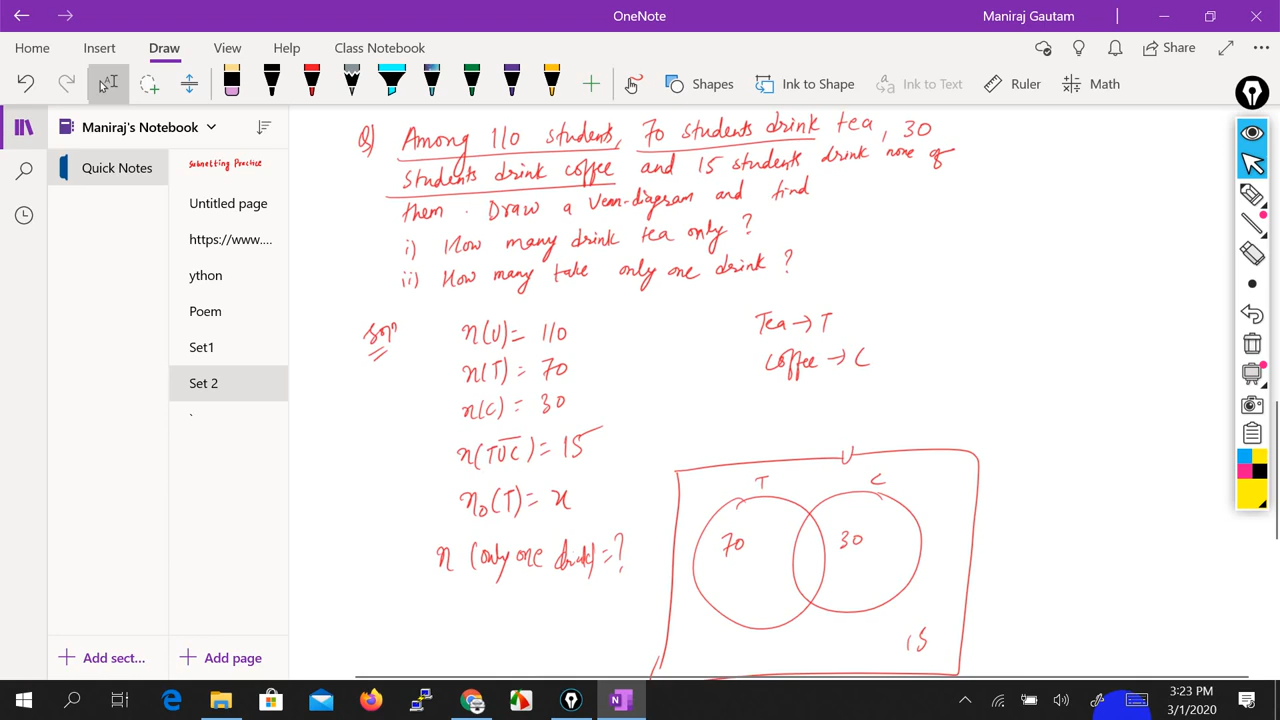 OneNote
Maniraj Gautam
Home Insert Draw View Help Class Notebook
Share
Shapes
Ink to Shape
Ink to Text
Ruler
Math
Maniraj's Notebook
Quick Notes
Subnetting Practice
Untitled page
https://www....
ython
Poem
Set1
Set 2
`
Add sect...
Add page
Q) Among 110 students, 70 students drink tea, 30
students drink coffee and 15 students drink none of
them. Draw a Venn-diagram and find
i) How many drink tea only?
ii) How many take only one drink?
Solⁿ
n(U) = 110
n(T) = 70
n(C) = 30
n(T̅U̅C̅) = 15
n₀(T) = x
n (only one drink) = ?
Tea → T
Coffee → C
U
T C
70 30
15
3:23 PM
3/1/2020